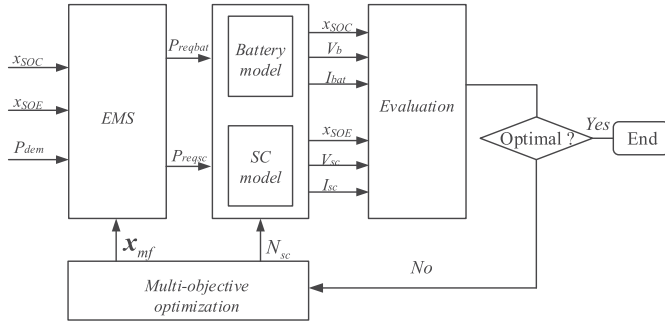 x_SOC
x_SOE
P_dem
EMS
P_reqbat
P_reqsc
Battery
model
SC
model
x_SOC
V_b
I_bat
x_SOE
V_sc
I_sc
Evaluation
Optimal ?
Yes
End
No
x_mf
N_sc
Multi-objective
optimization